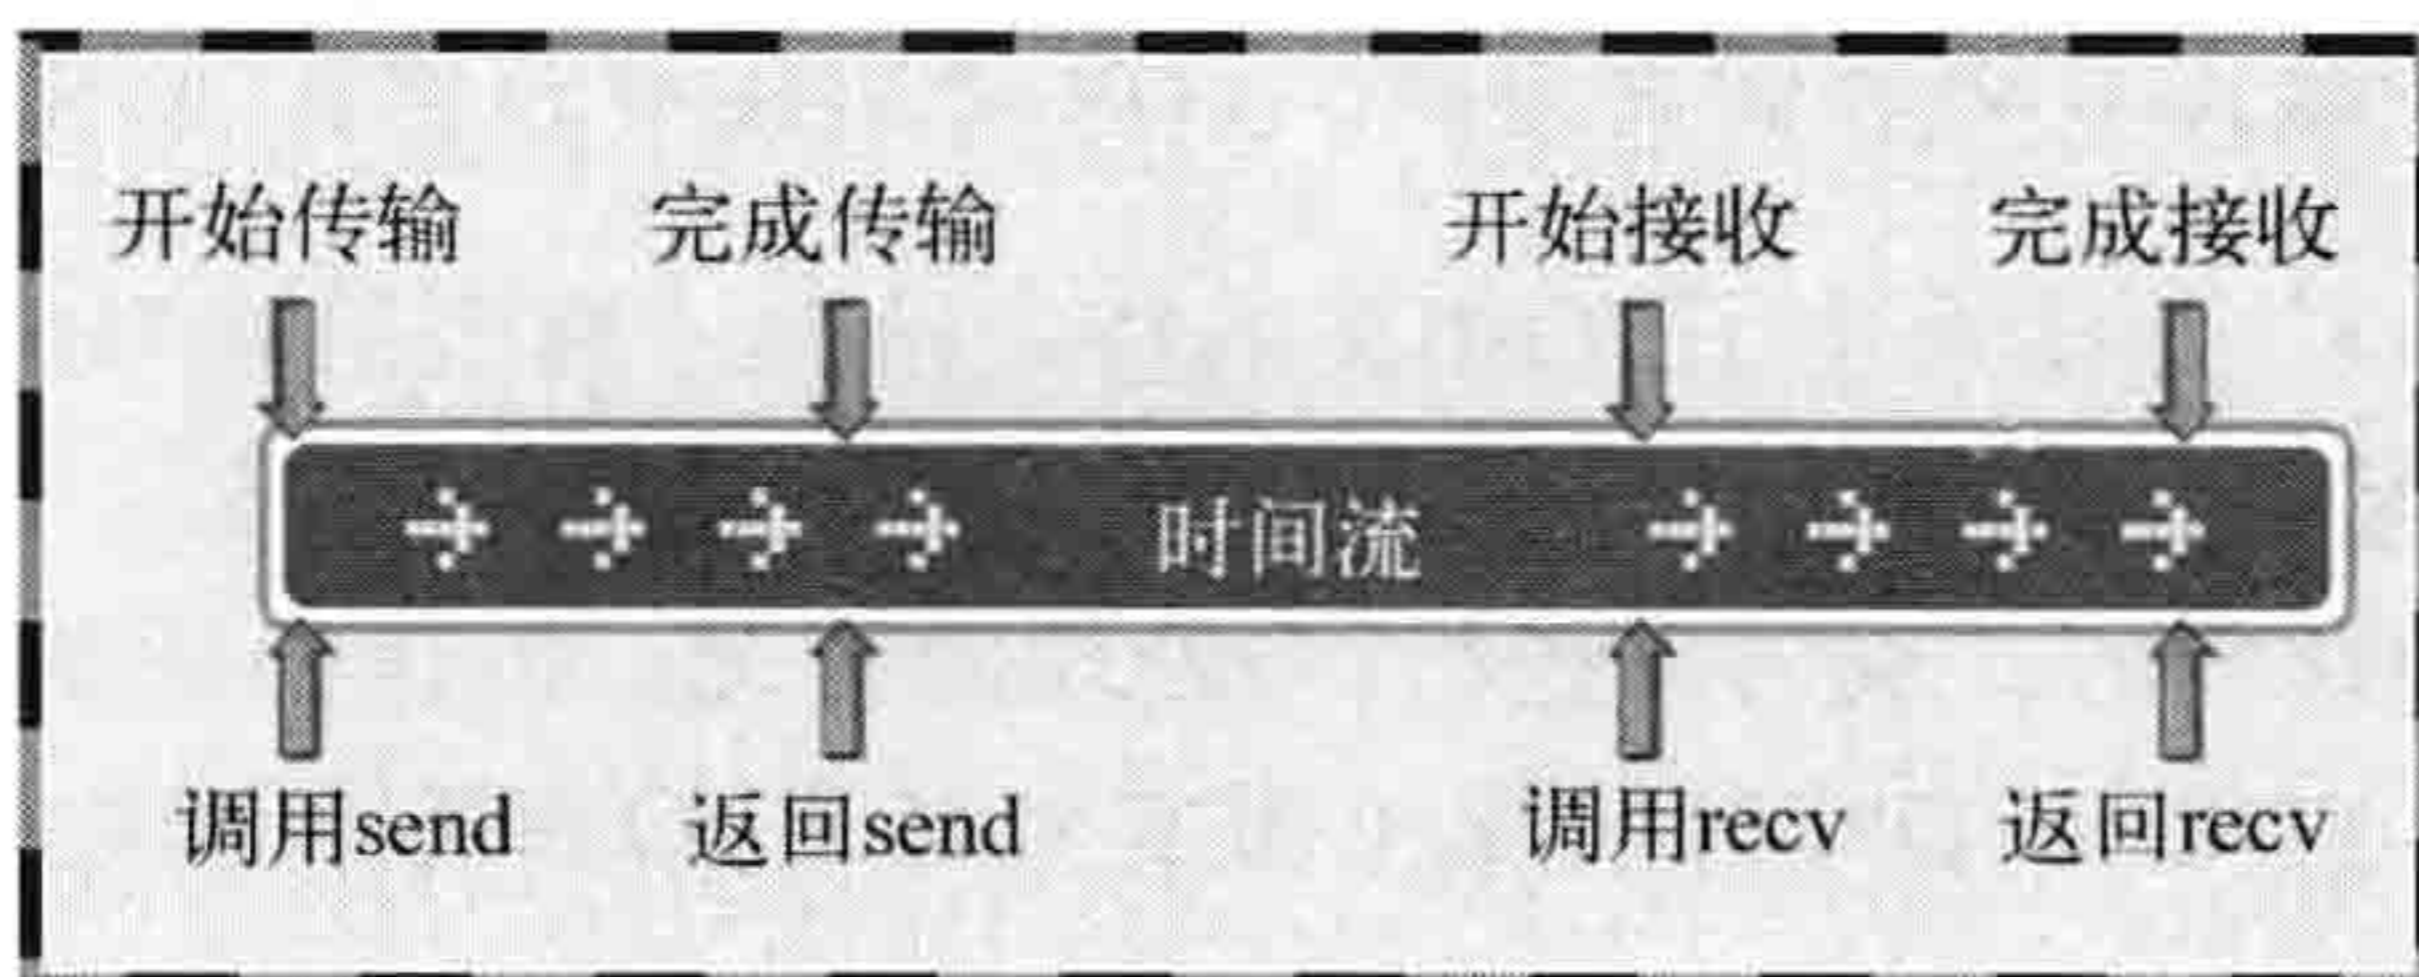 开始传输 完成传输 开始接收 完成接收
时间流
调用send 返回send 调用recv 返回recv